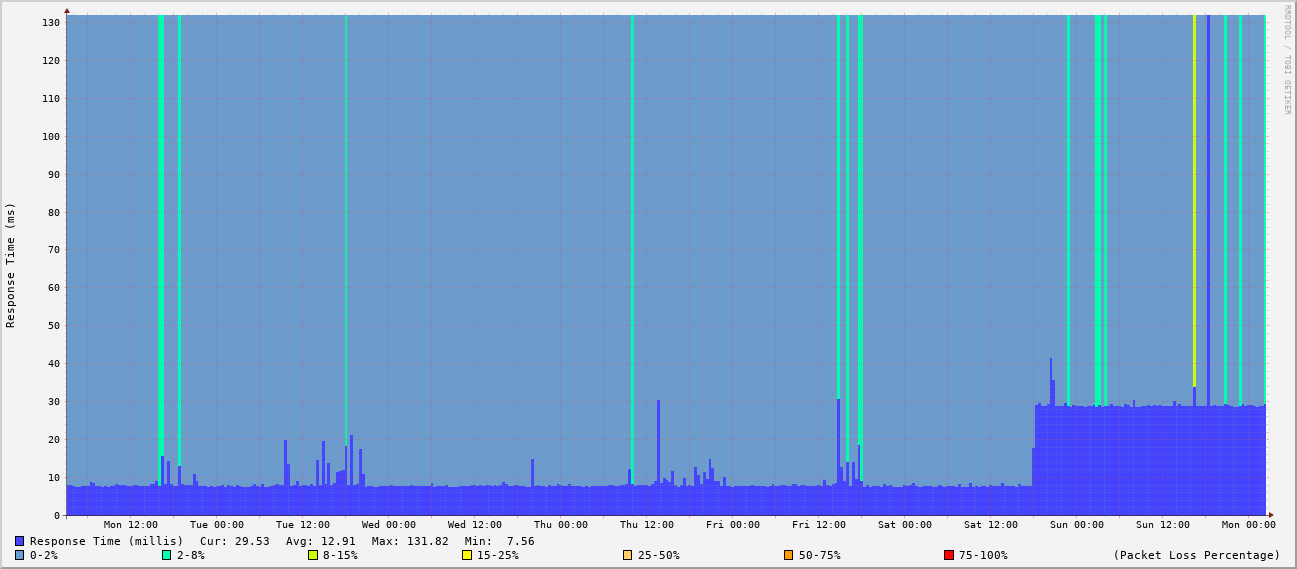 RRDTOOL / TOBI OETIKER
Response Time (ms)
130
120
110
100
90
80
70
60
50
40
30
20
10
0
Mon 12:00 Tue 00:00 Tue 12:00 Wed 00:00 Wed 12:00 Thu 00:00 Thu 12:00 Fri 00:00 Fri 12:00 Sat 00:00 Sat 12:00 Sun 00:00 Sun 12:00 Mon 00:00
Response Time (millis) Cur: 29.53 Avg: 12.91 Max: 131.82 Min: 7.56
0-2% 2-8% 8-15% 15-25% 25-50% 50-75% 75-100% (Packet Loss Percentage)